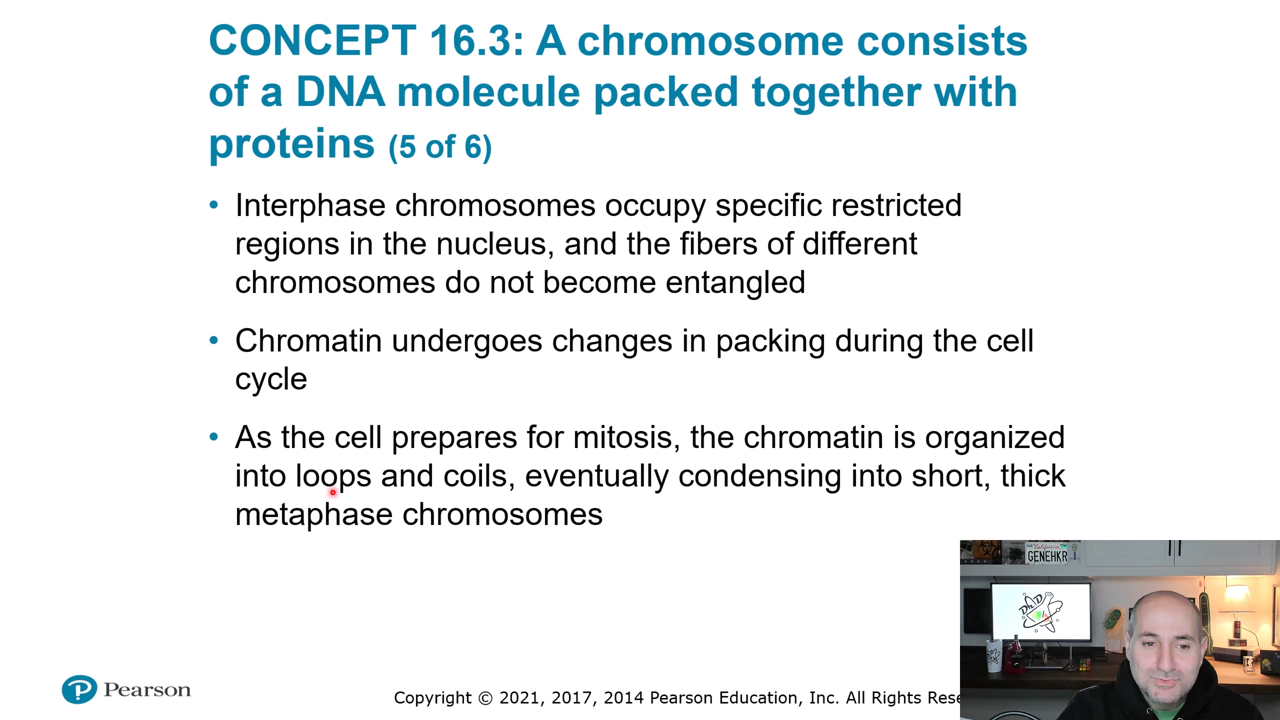 CONCEPT 16.3: A chromosome consists
of a DNA molecule packed together with
proteins (5 of 6)
• Interphase chromosomes occupy specific restricted
regions in the nucleus, and the fibers of different
chromosomes do not become entangled
• Chromatin undergoes changes in packing during the cell
cycle
• As the cell prepares for mitosis, the chromatin is organized
into loops and coils, eventually condensing into short, thick
metaphase chromosomes
California
GENEHKR
PhD
Pearson
Copyright © 2021, 2017, 2014 Pearson Education, Inc. All Rights Rese